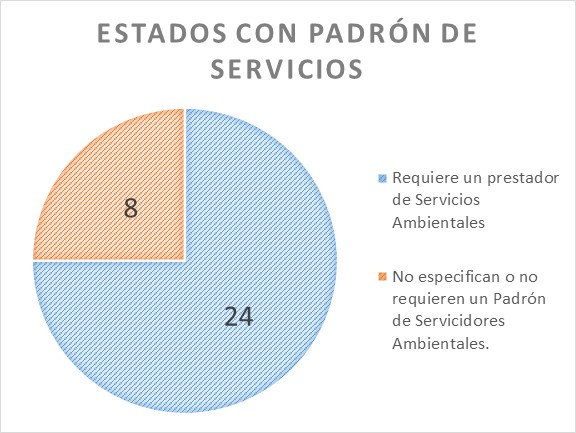 ESTADOS CON PADRÓN DE
SERVICIOS
8
24
Requiere un prestador
de Servicios
Ambientales
No especifican o no
requieren un Padrón
de Servicidores
Ambientales.